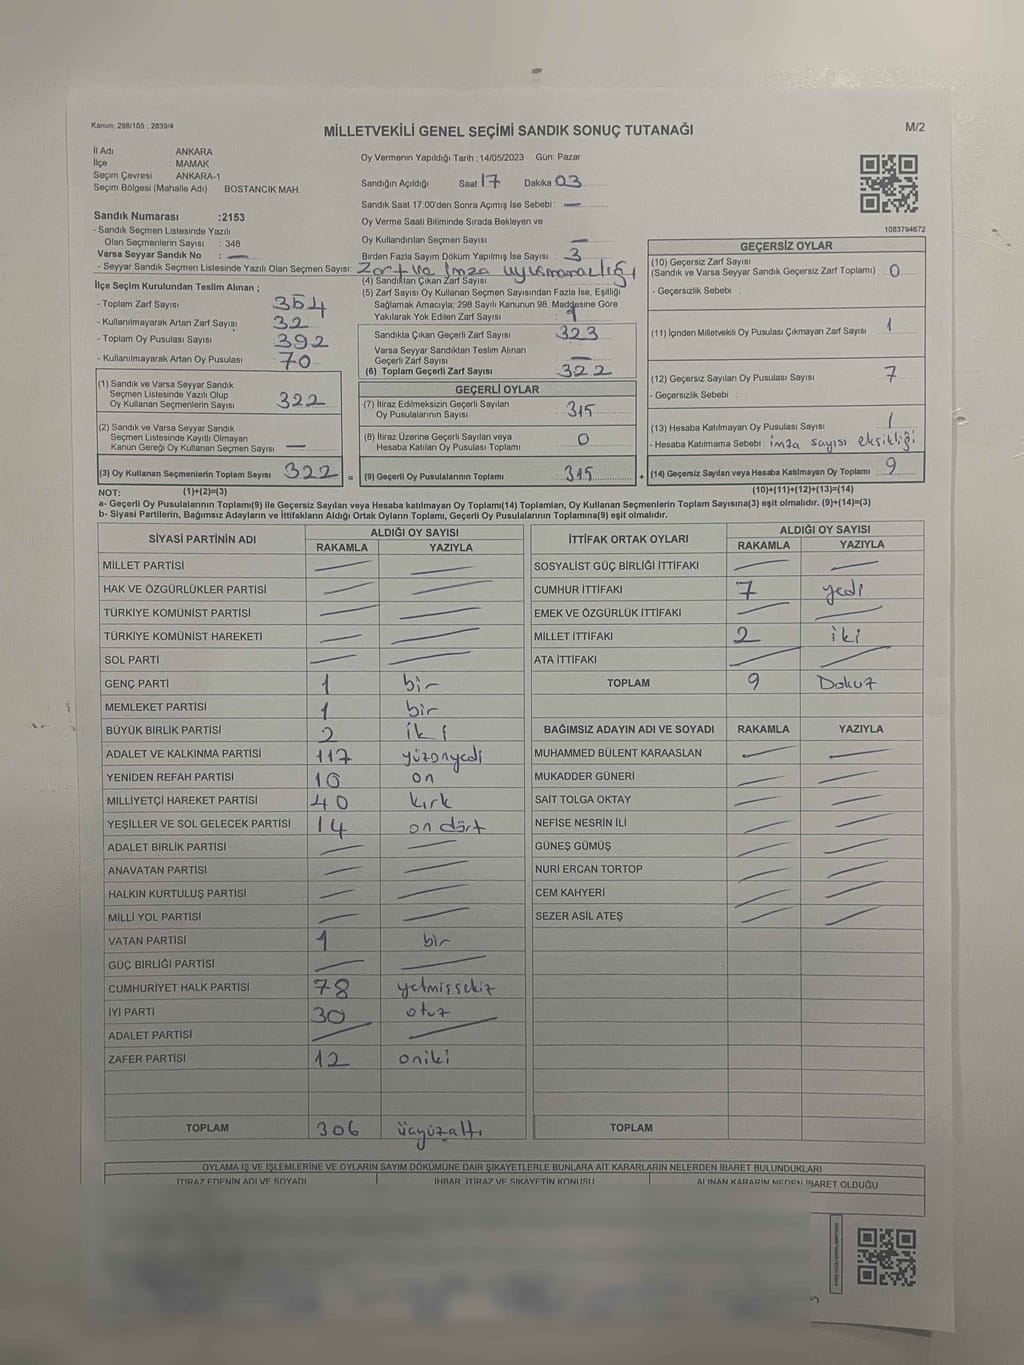 Kanun: 298/105 ; 2839/4
MİLLETVEKİLİ GENEL SEÇİMİ SANDIK SONUÇ TUTANAĞI
M/2
İl Adı : ANKARA
İlçe : MAMAK
Seçim Çevresi : ANKARA-1
Seçim Bölgesi (Mahalle Adı) : BOSTANCIK MAH.
Sandık Numarası :2153
- Sandık Seçmen Listesinde Yazılı
Olan Seçmenlerin Sayısı : 348
Varsa Seyyar Sandık No : —
- Seyyar Sandık Seçmen Listesinde Yazılı Olan Seçmen Sayısı:
İlçe Seçim Kurulundan Teslim Alınan ;
- Toplam Zarf Sayısı 354
- Kullanılmayarak Artan Zarf Sayısı 32
- Toplam Oy Pusulası Sayısı 392
- Kullanılmayarak Artan Oy Pusulası 70
(1) Sandık ve Varsa Seyyar Sandık
Seçmen Listesinde Yazılı Olup
Oy Kullanan Seçmenlerin Sayısı 322
(2) Sandık ve Varsa Seyyar Sandık
Seçmen Listesinde Kayıtlı Olmayan
Kanun Gereği Oy Kullanan Seçmen Sayısı —
(3) Oy Kullanan Seçmenlerin Toplam Sayısı 322
Oy Vermenin Yapıldığı Tarih : 14/05/2023 Gün: Pazar
Sandığın Açıldığı Saat 17 Dakika 03
Sandık Saat 17:00'den Sonra Açımış İse Sebebi : —
Oy Verme Saati Bitiminde Sırada Bekleyen ve
Oy Kullandırılan Seçmen Sayısı —
Birden Fazla Sayım Döküm Yapılmış İse Sayısı : 3
Zarf ve İmza uyuşmamazlığı
(4) Sandıktan Çıkan Zarf Sayısı
(5) Zarf Sayısı Oy Kullanan Seçmen Sayısından Fazla İse, Eşitliği
Sağlamak Amacıyla; 298 Sayılı Kanunun 98. Maddesine Göre
Yakılarak Yok Edilen Zarf Sayısı : 1
Sandıkta Çıkan Geçerli Zarf Sayısı 323
Varsa Seyyar Sandıktan Teslim Alınan
Geçerli Zarf Sayısı —
(6) Toplam Geçerli Zarf Sayısı 322
GEÇERLİ OYLAR
(7) İtiraz Edilmeksizin Geçerli Sayılan
Oy Pusulalarının Sayısı 315
(8) İtiraz Üzerine Geçerli Sayılan veya
Hesaba Katılan Oy Pusulası Toplamı 0
= (9) Geçerli Oy Pusulalarının Toplamı 315
1083794672
GEÇERSİZ OYLAR
(10) Geçersiz Zarf Sayısı
(Sandık ve Varsa Seyyar Sandık Geçersiz Zarf Toplamı) 0
- Geçersizlik Sebebi :
(11) İçinden Milletvekili Oy Pusulası Çıkmayan Zarf Sayısı 1
(12) Geçersiz Sayılan Oy Pusulası Sayısı 7
- Geçersizlik Sebebi :
(13) Hesaba Katılmayan Oy Pusulası Sayısı 1
- Hesaba Katılmama Sebebi : imza sayısı eksikliği
+ (14) Geçersiz Sayılan veya Hesaba Katılmayan Oy Toplamı 9
NOT: (1)+(2)=(3) (10)+(11)+(12)+(13)=(14)
a- Geçerli Oy Pusulalarının Toplamı(9) ile Geçersiz Sayılan veya Hesaba katılmayan Oy Toplamı(14) Toplamları, Oy Kullanan Seçmenlerin Toplam Sayısına(3) eşit olmalıdır. (9)+(14)=(3)
b- Siyasi Partilerin, Bağımsız Adayların ve İttifakların Aldığı Ortak Oyların Toplamı, Geçerli Oy Pusulalarının Toplamına(9) eşit olmalıdır.
SİYASİ PARTİNİN ADI ALDIĞI OY SAYISI
RAKAMLA YAZIYLA
MİLLET PARTİSİ — —
HAK VE ÖZGÜRLÜKLER PARTİSİ — —
TÜRKİYE KOMÜNİST PARTİSİ — —
TÜRKİYE KOMÜNİST HAREKETİ — —
SOL PARTİ — —
GENÇ PARTİ 1 bir
MEMLEKET PARTİSİ 1 bir
BÜYÜK BİRLİK PARTİSİ 2 iki
ADALET VE KALKINMA PARTİSİ 117 yüzonyedi
YENİDEN REFAH PARTİSİ 10 on
MİLLİYETÇİ HAREKET PARTİSİ 40 kırk
YEŞİLLER VE SOL GELECEK PARTİSİ 14 on dört
ADALET BİRLİK PARTİSİ — —
ANAVATAN PARTİSİ — —
HALKIN KURTULUŞ PARTİSİ — —
MİLLİ YOL PARTİSİ — —
VATAN PARTİSİ 1 bir
GÜÇ BİRLİĞİ PARTİSİ — —
CUMHURİYET HALK PARTİSİ 78 yetmişsekiz
İYİ PARTİ 30 otuz
ADALET PARTİSİ — —
ZAFER PARTİSİ 12 oniki
TOPLAM 306 üçyüzaltı
İTTİFAK ORTAK OYLARI ALDIĞI OY SAYISI
RAKAMLA YAZIYLA
SOSYALİST GÜÇ BİRLİĞİ İTTİFAKI — —
CUMHUR İTTİFAKI 7 yedi
EMEK VE ÖZGÜRLÜK İTTİFAKI — —
MİLLET İTTİFAKI 2 iki
ATA İTTİFAKI — —
TOPLAM 9 Dokuz
BAĞIMSIZ ADAYIN ADI VE SOYADI RAKAMLA YAZIYLA
MUHAMMED BÜLENT KARAASLAN — —
MUKADDER GÜNERİ — —
SAİT TOLGA OKTAY — —
NEFİSE NESRİN İLİ — —
GÜNEŞ GÜMÜŞ — —
NURİ ERCAN TORTOP — —
CEM KAHYERİ — —
SEZER ASİL ATEŞ — —
TOPLAM
OYLAMA İŞ VE İŞLEMLERİNE VE OYLARIN SAYIM DÖKÜMÜNE DAİR ŞİKAYETLERLE BUNLARA AİT KARARLARIN NELERDEN İBARET BULUNDUKLARI
İTİRAZ EDENİN ADI VE SOYADI İHBAR, İTİRAZ VE ŞİKAYETİN KONUSU ALINAN KARARIN NEDEN İBARET OLDUĞU